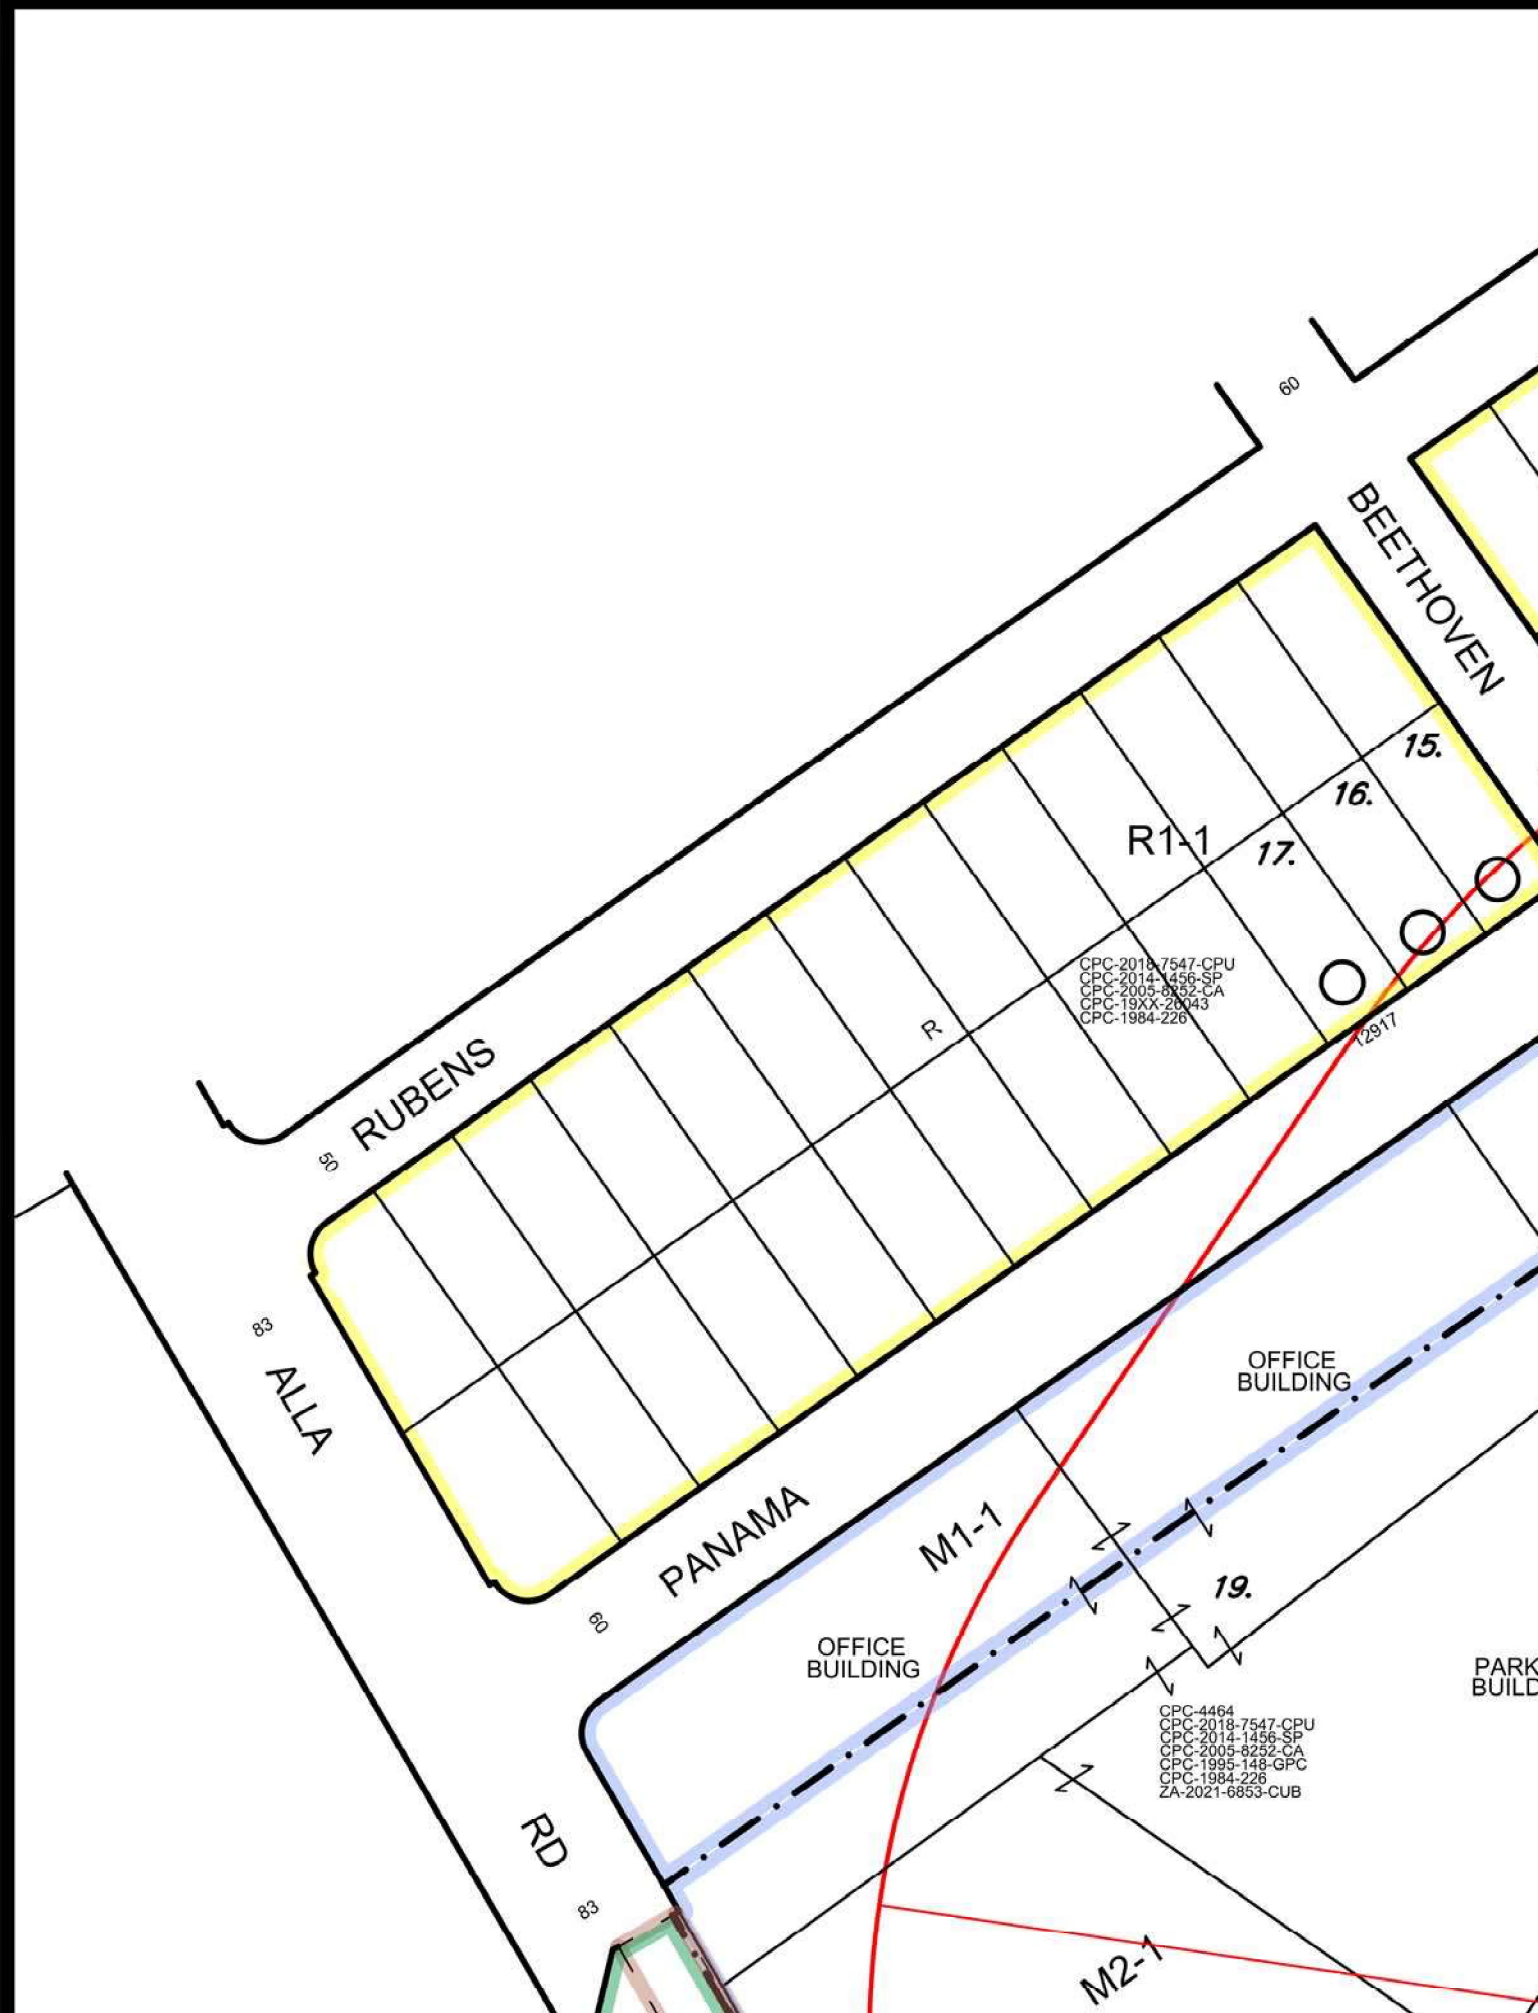 60
BEETHOVEN
15.
16.
R1-1
17.
CPC-2018-7547-CPU
CPC-2014-1456-SP
CPC-2005-8252-CA
CPC-19XX-26043
CPC-1984-226
R
12917
RUBENS
50
83
ALLA
OFFICE
BUILDING
PANAMA
M1-1
19.
60
OFFICE
BUILDING
PARK
BUILD
CPC-4464
CPC-2018-7547-CPU
CPC-2014-1456-SP
CPC-2005-8252-CA
CPC-1995-148-GPC
CPC-1984-226
ZA-2021-6853-CUB
RD
83
M2-1